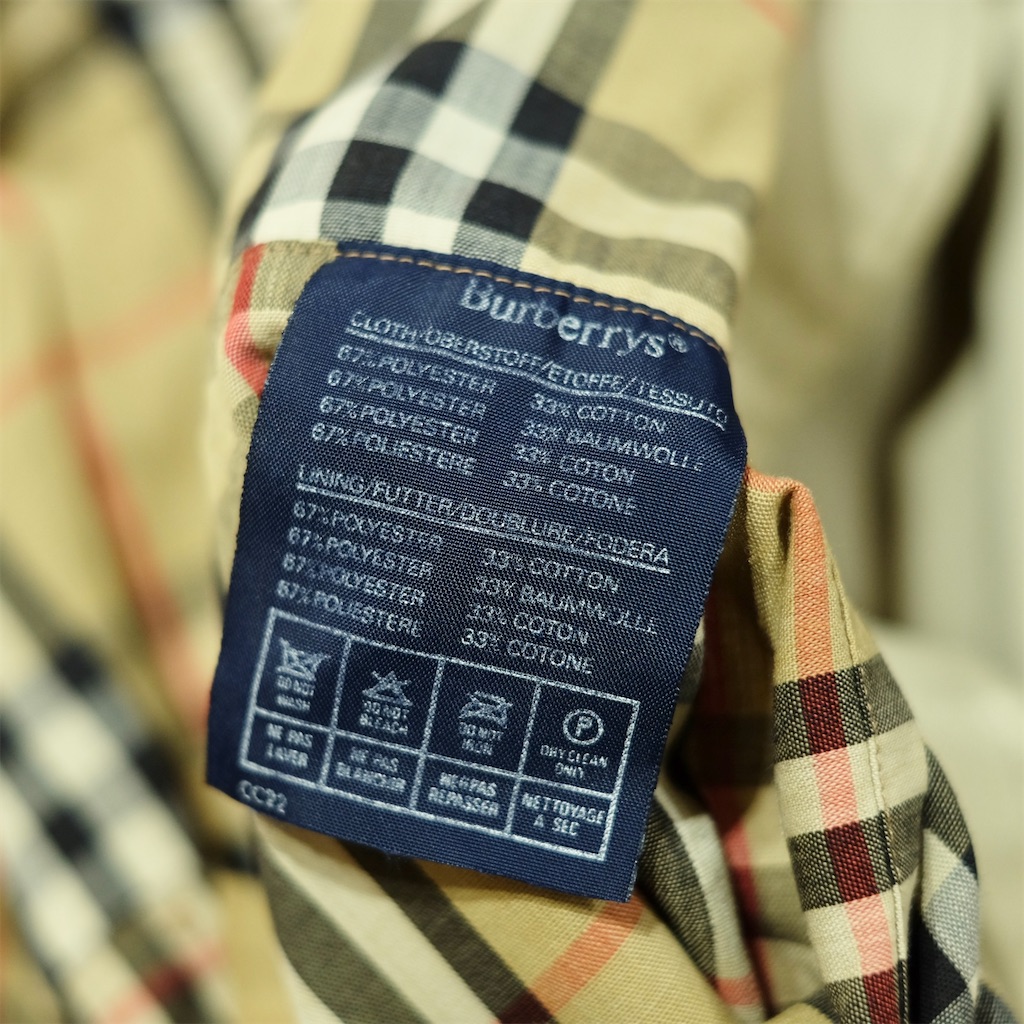 Burberrys®
CLOTH/OBERSTOFF/ETOFFE/TESSUTO
67% POLYESTER 33% COTTON
67% POLYESTER 33% BAUMWOLLE
67% POLYESTER 33% COTON
67% POLIESTERE 33% COTONE
LINING/FUTTER/DOUBLURE/FODERA
67% POLYESTER 33% COTTON
67% POLYESTER 33% BAUMWOLLE
67% POLYESTER 33% COTON
67% POLIESTERE 33% COTONE
DO NOT WASH
DO NOT BLEACH
DO NOT IRON
P
DRY CLEAN ONLY
NE PAS LAVER
NE PAS BLANCHIR
NE PAS REPASSER
NETTOYAGE A SEC
CC22